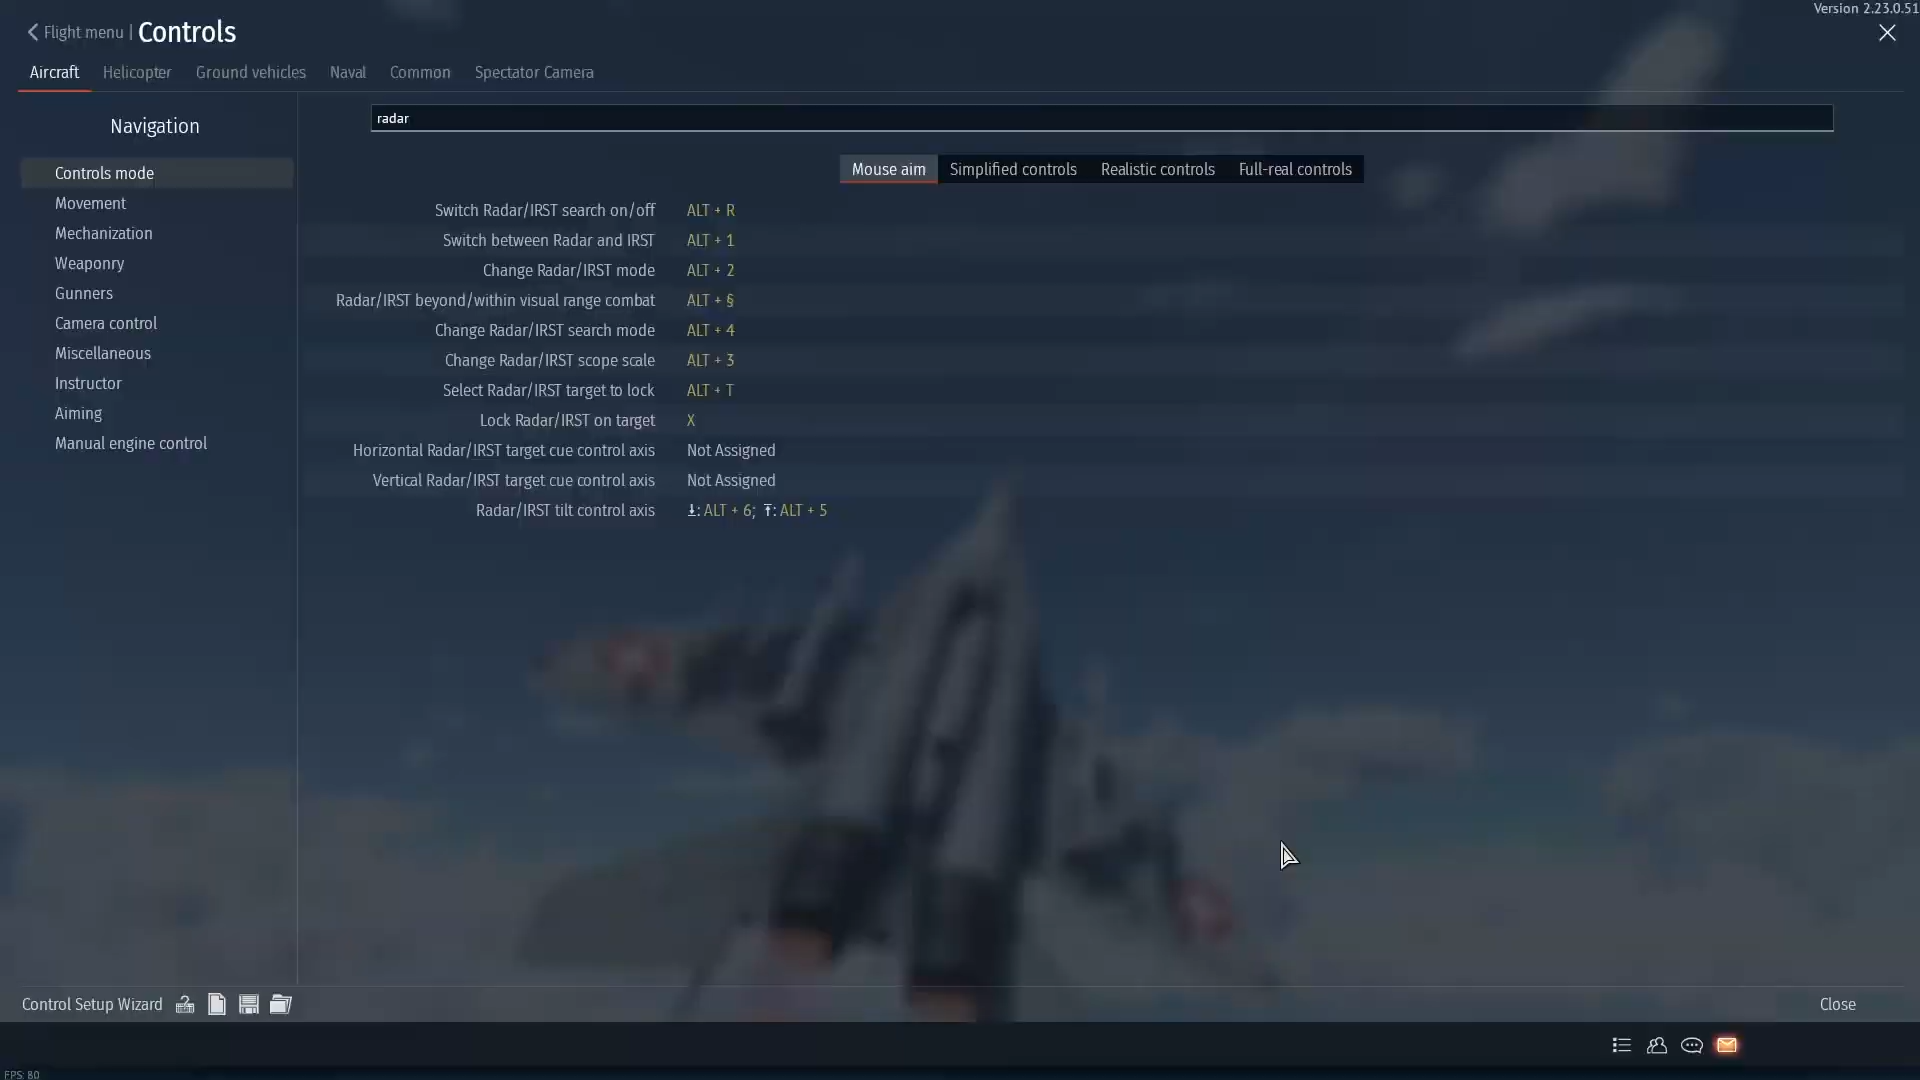 Version 2.23.0.51
Flight menu | Controls
Aircraft Helicopter Ground vehicles Naval Common Spectator Camera
Navigation
radar
Mouse aim Simplified controls Realistic controls Full-real controls
Controls mode
Movement
Mechanization
Weaponry
Gunners
Camera control
Miscellaneous
Instructor
Aiming
Manual engine control
Switch Radar/IRST search on/off ALT + R
Switch between Radar and IRST ALT + 1
Change Radar/IRST mode ALT + 2
Radar/IRST beyond/within visual range combat ALT + §
Change Radar/IRST search mode ALT + 4
Change Radar/IRST scope scale ALT + 3
Select Radar/IRST target to lock ALT + T
Lock Radar/IRST on target X
Horizontal Radar/IRST target cue control axis Not Assigned
Vertical Radar/IRST target cue control axis Not Assigned
Radar/IRST tilt control axis ↓: ALT + 6; ↑: ALT + 5
Control Setup Wizard Close
FPS: 80